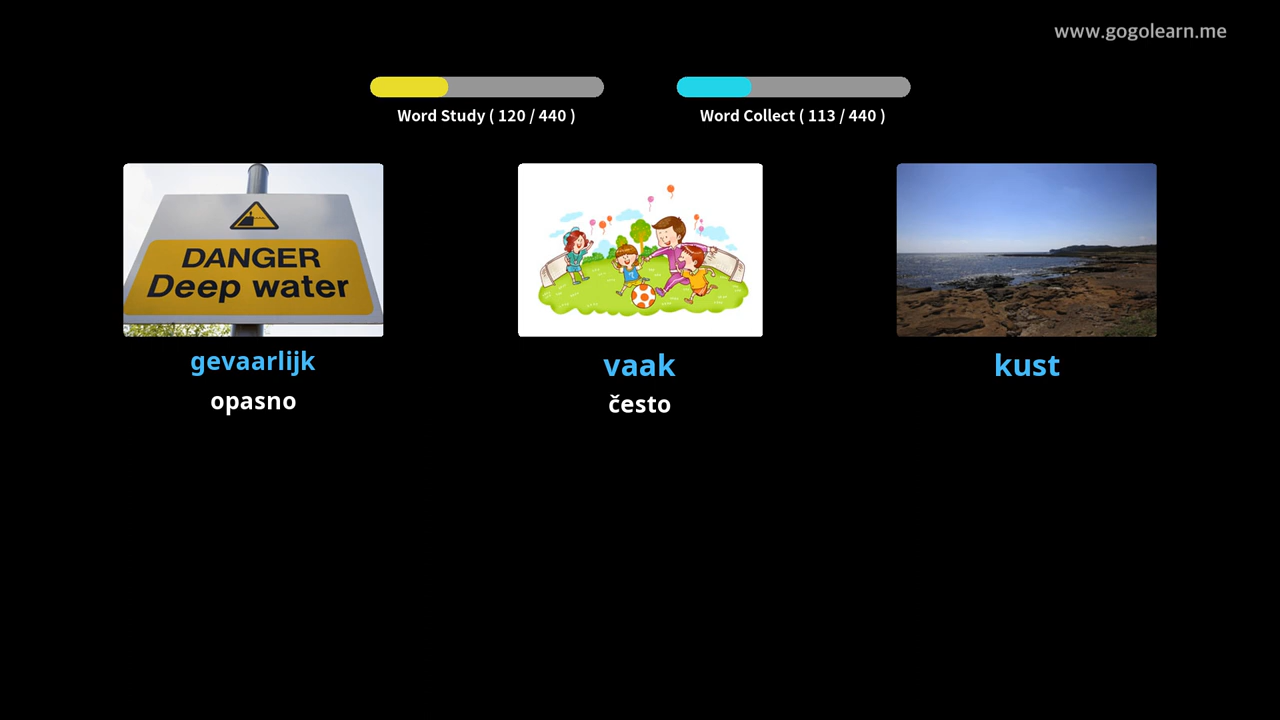 www.gogolearn.me
Word Study ( 120 / 440 )
Word Collect ( 113 / 440 )
DANGER
Deep water
gevaarlijk
opasno
vaak
često
kust